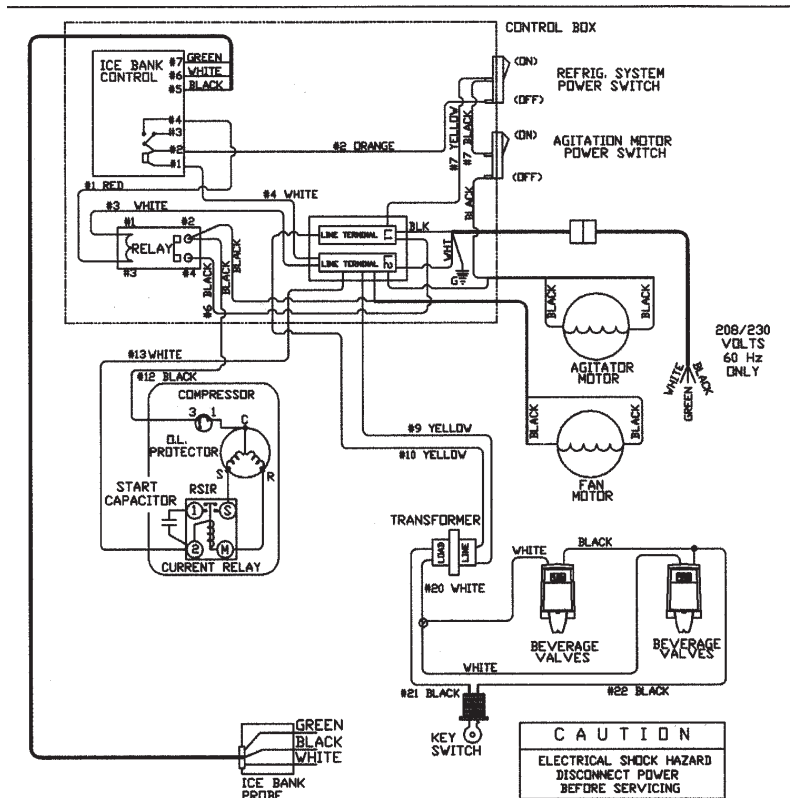 CONTROL BOX
ICE BANK
CONTROL
#7 GREEN
#6 WHITE
#5 BLACK
#4
#3
#2
#1
(ON)
REFRIG. SYSTEM
POWER SWITCH
(OFF)
#2 ORANGE
#7 YELLOW
#7 BLACK
(ON)
AGITATION MOTOR
POWER SWITCH
(OFF)
BLACK
#1 RED
#4 WHITE
#3 WHITE
#1
#2
RELAY
#3
#4
LINE TERMINAL
L1
LINE TERMINAL
L2
BLK
WHT
G
#6 BLACK
BLACK
BLACK
BLACK
BLACK
AGITATOR
MOTOR
208/230
VOLTS
60 Hz
ONLY
WHITE
GREEN
BLACK
#13 WHITE
#12 BLACK
COMPRESSOR
3
1
C
O.L.
PROTECTOR
S
R
START
CAPACITOR
RSIR
1
S
2
M
CURRENT RELAY
#9 YELLOW
#10 YELLOW
BLACK
BLACK
FAN
MOTOR
TRANSFORMER
LOAD
LINE
#20 WHITE
WHITE
BLACK
BEVERAGE
VALVES
BEVERAGE
VALVES
WHITE
#21 BLACK
#22 BLACK
KEY
SWITCH
GREEN
BLACK
WHITE
ICE BANK
PROBE
CAUTION
ELECTRICAL SHOCK HAZARD
DISCONNECT POWER
BEFORE SERVICING